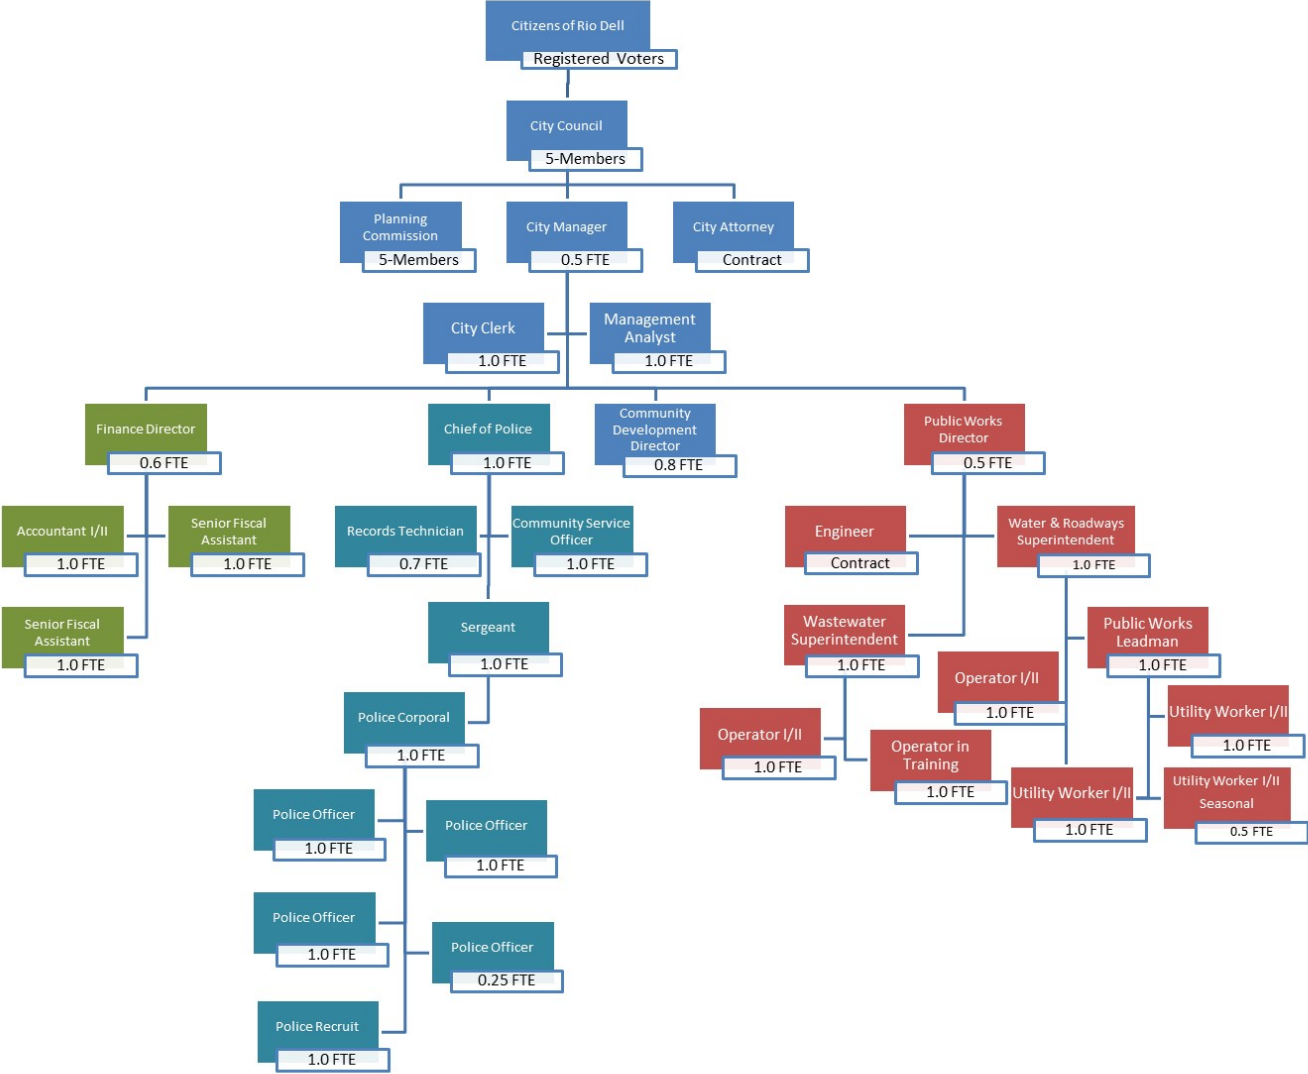 Citizens of Rio Dell
Registered Voters
City Council
5-Members
Planning
Commission
5-Members
City Manager
0.5 FTE
City Attorney
Contract
City Clerk
1.0 FTE
Management
Analyst
1.0 FTE
Finance Director
0.6 FTE
Chief of Police
1.0 FTE
Community
Development
Director
0.8 FTE
Public Works
Director
0.5 FTE
Accountant I/II
1.0 FTE
Senior Fiscal
Assistant
1.0 FTE
Records Technician
0.7 FTE
Community Service
Officer
1.0 FTE
Engineer
Contract
Water & Roadways
Superintendent
1.0 FTE
Senior Fiscal
Assistant
1.0 FTE
Sergeant
1.0 FTE
Wastewater
Superintendent
1.0 FTE
Public Works
Leadman
1.0 FTE
Operator I/II
1.0 FTE
Police Corporal
1.0 FTE
Operator I/II
1.0 FTE
Operator in
Training
1.0 FTE
Utility Worker I/II
1.0 FTE
Utility Worker I/II
1.0 FTE
Utility Worker I/II
Seasonal
0.5 FTE
Police Officer
1.0 FTE
Police Officer
1.0 FTE
Police Officer
1.0 FTE
Police Officer
0.25 FTE
Police Recruit
1.0 FTE